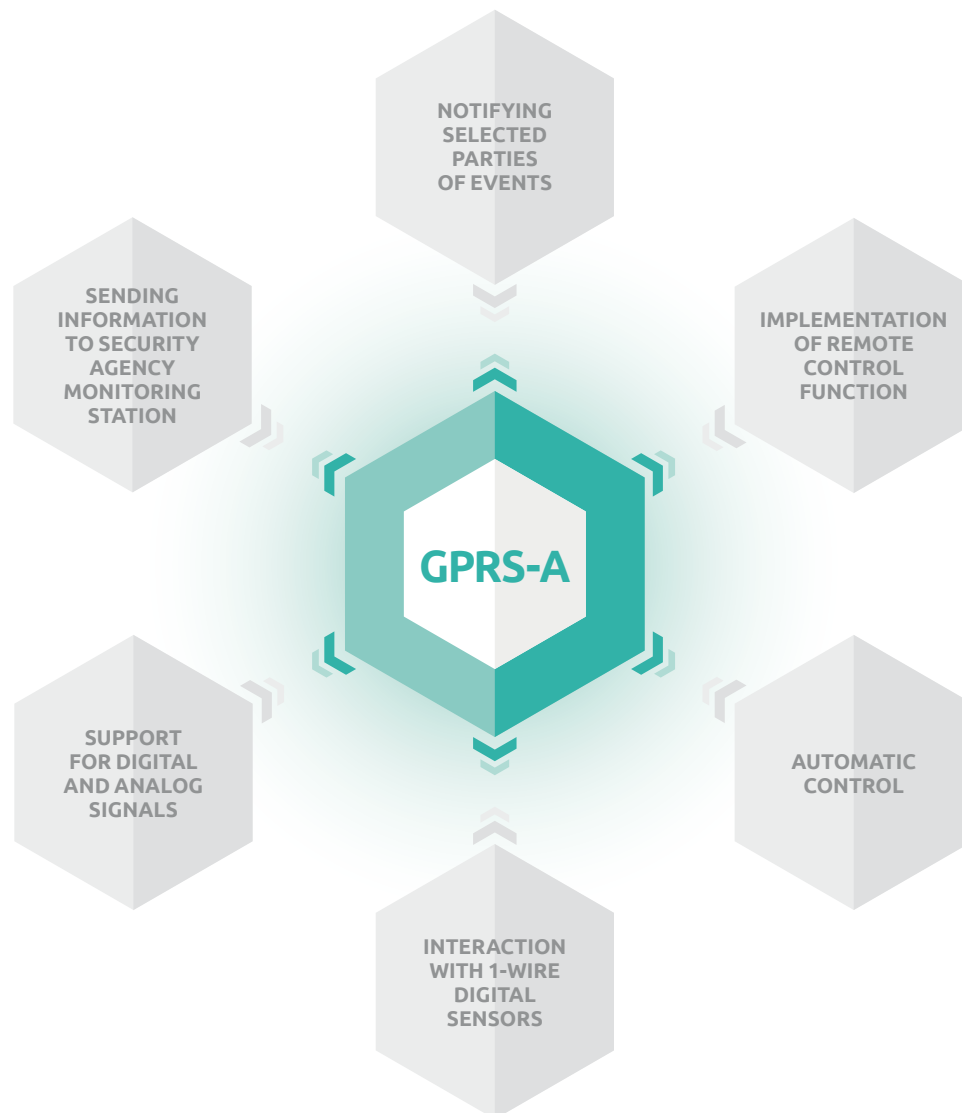 NOTIFYING
SELECTED
PARTIES
OF EVENTS
SENDING
INFORMATION
TO SECURITY
AGENCY
MONITORING
STATION
IMPLEMENTATION
OF REMOTE
CONTROL
FUNCTION
GPRS-A
SUPPORT
FOR DIGITAL
AND ANALOG
SIGNALS
AUTOMATIC
CONTROL
INTERACTION
WITH 1-WIRE
DIGITAL
SENSORS